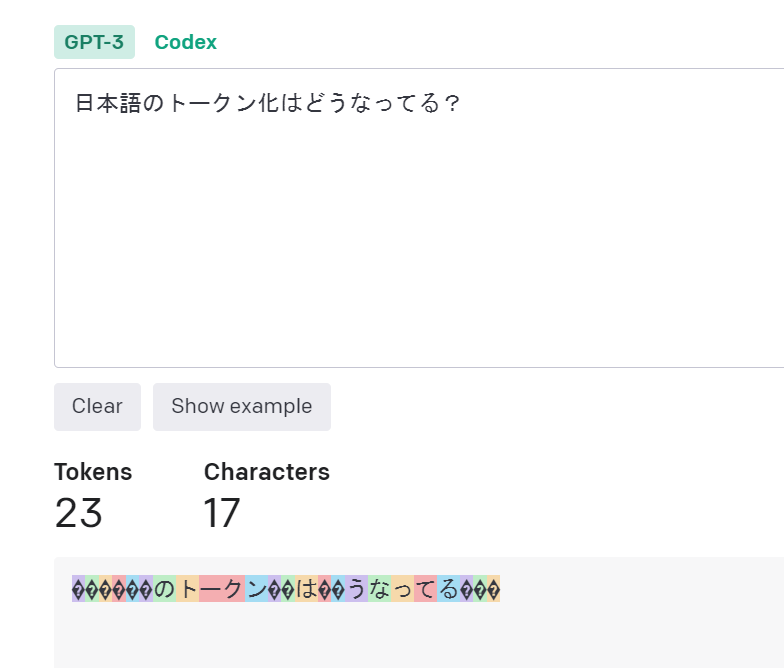 GPT-3 Codex
日本語のトークン化はどうなってる？
Clear Show example
Tokens Characters
23 17
������のトークン��は��うなってる���